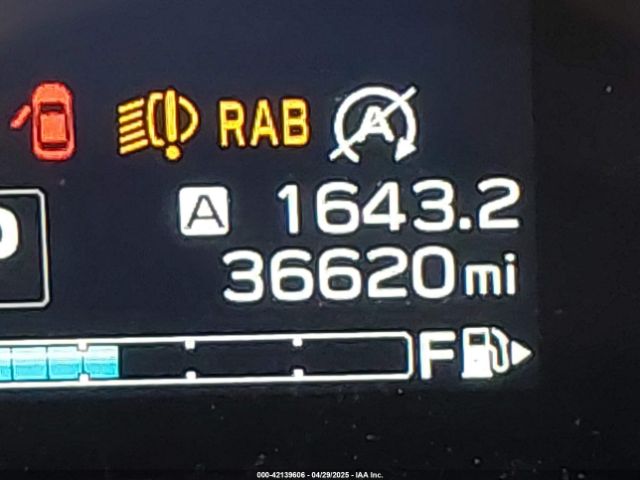 RAB A
A 1643.2
36620 mi
F
000-42139606 - 04/29/2025 - IAA Inc.